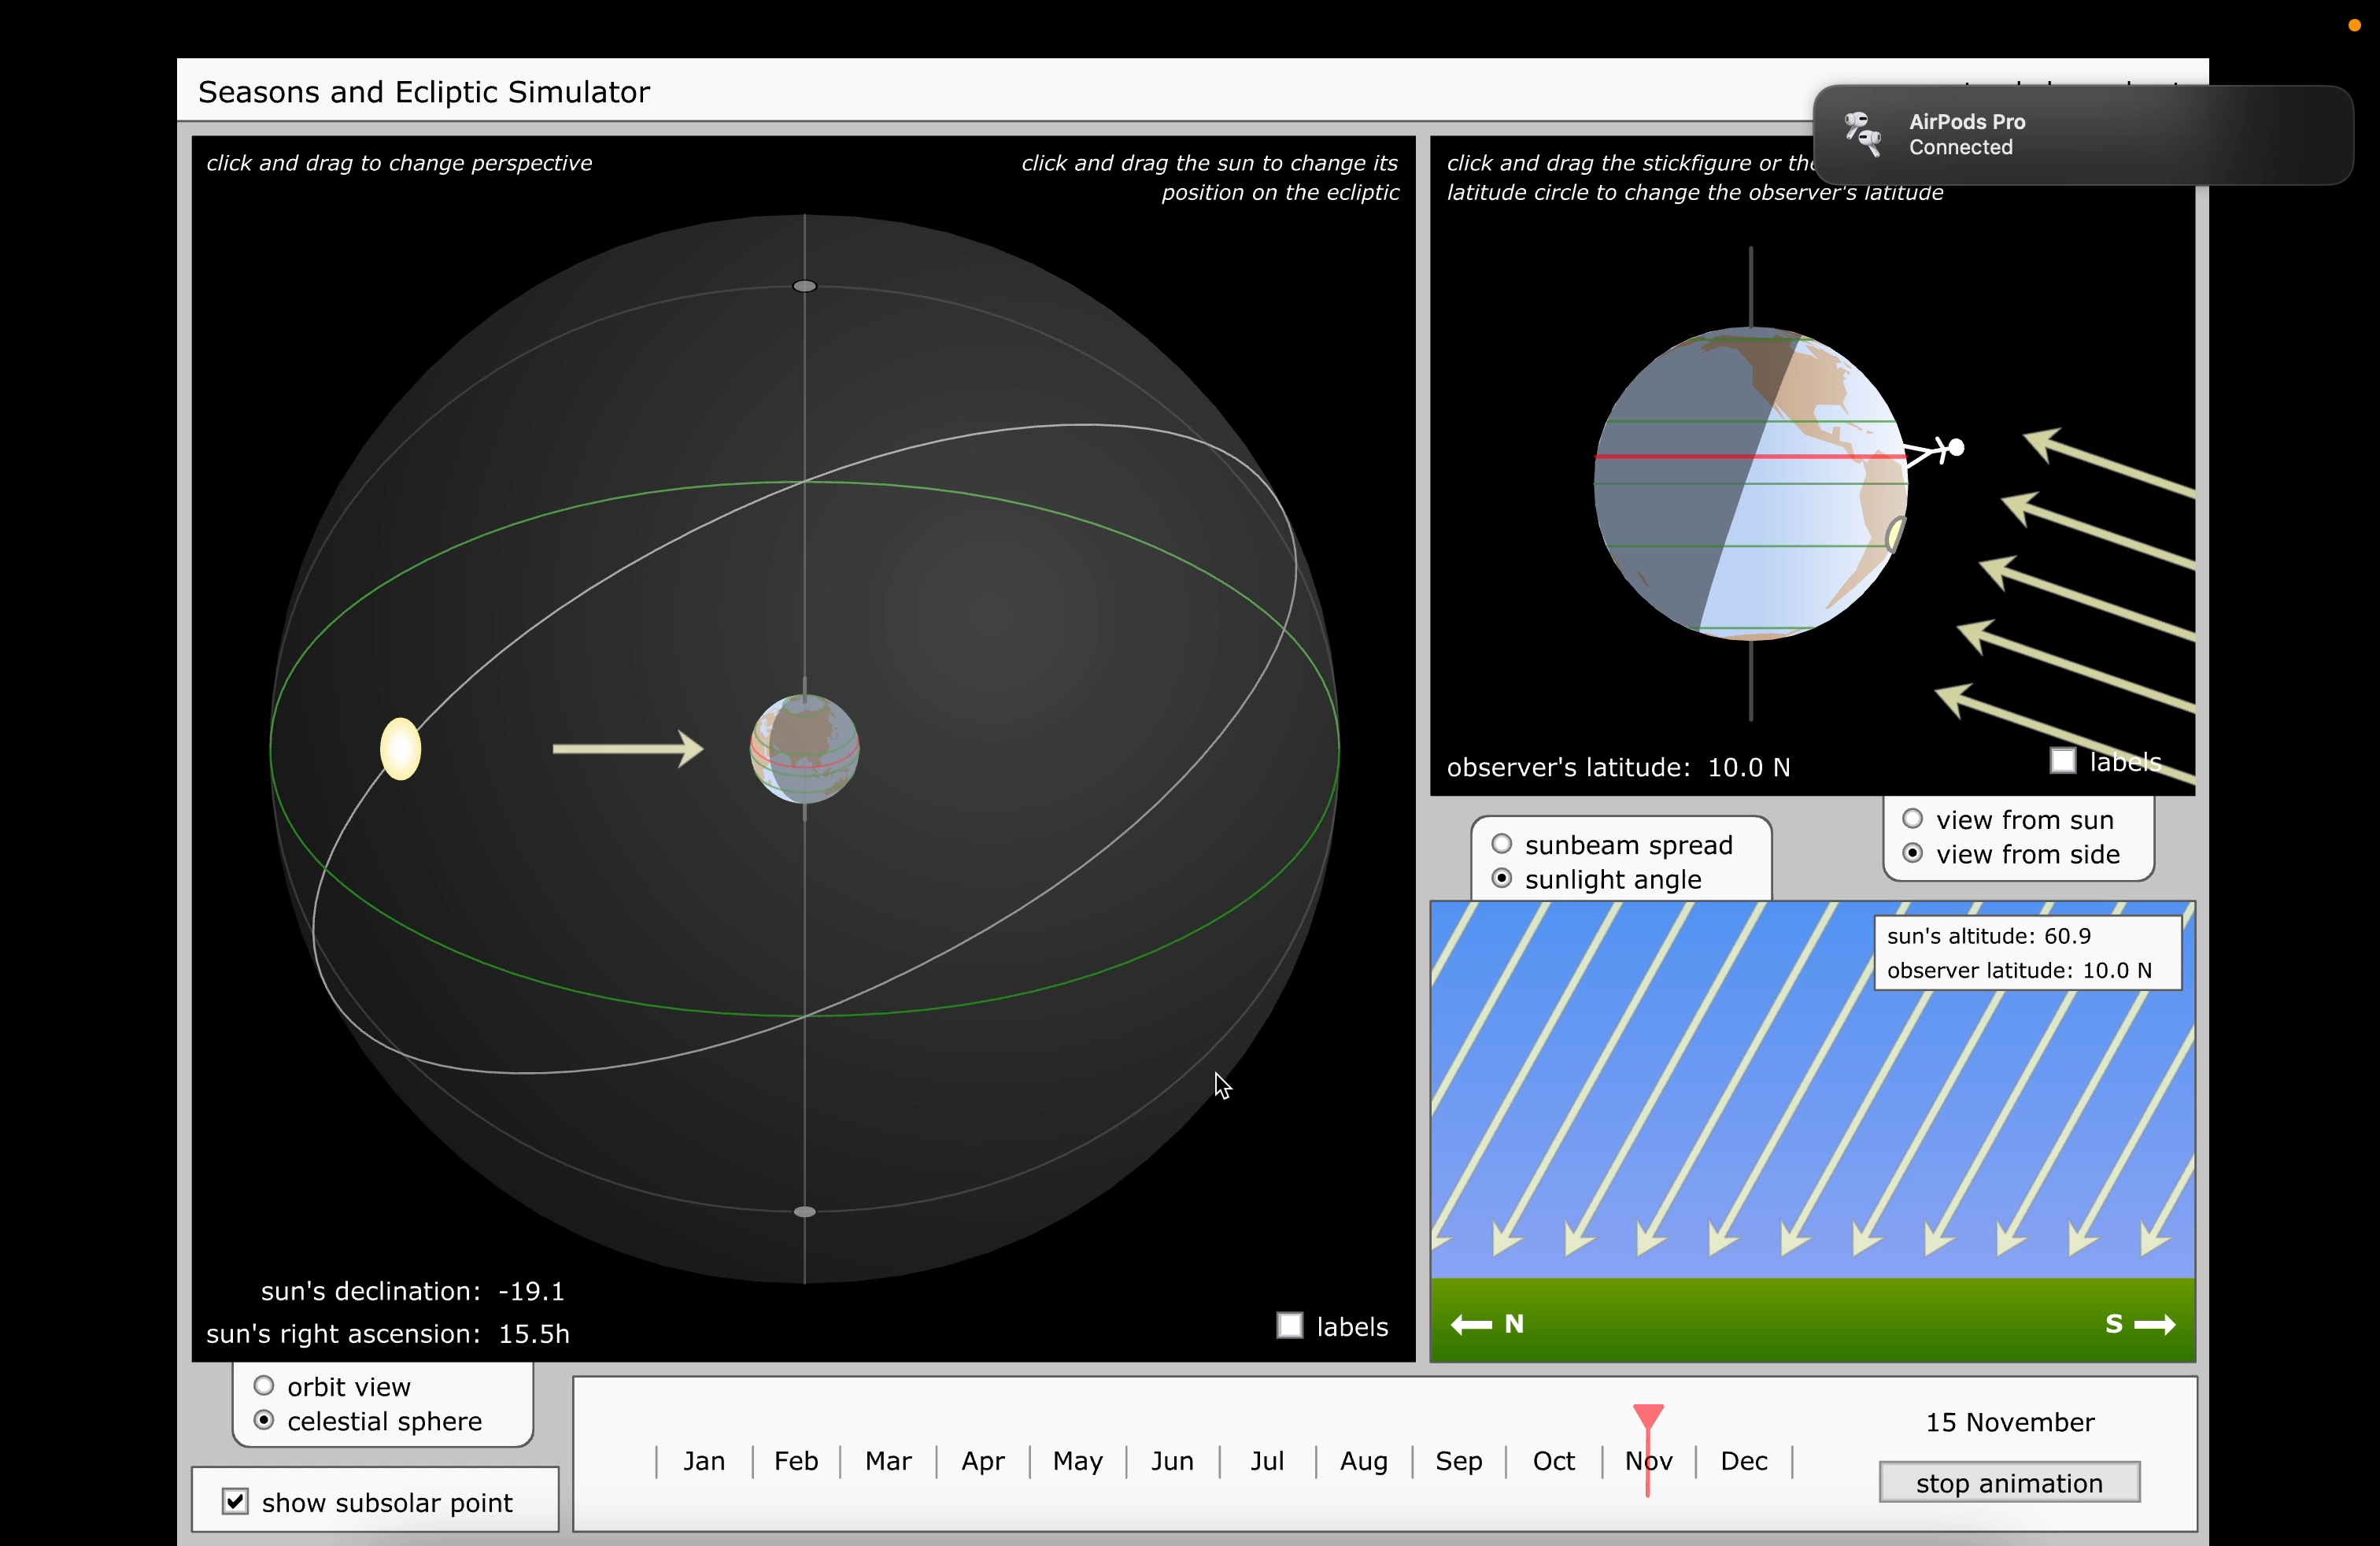 Seasons and Ecliptic Simulator
AirPods Pro
Connected
click and drag to change perspective
click and drag the sun to change its
position on the ecliptic
click and drag the stickfigure or the
latitude circle to change the observer's latitude
observer's latitude: 10.0 N
labels
view from sun
view from side
sunbeam spread
sunlight angle
sun's altitude: 60.9
observer latitude: 10.0 N
N
S
sun's declination: -19.1
sun's right ascension: 15.5h
labels
orbit view
celestial sphere
show subsolar point
Jan Feb Mar Apr May Jun Jul Aug Sep Oct Nov Dec
15 November
stop animation